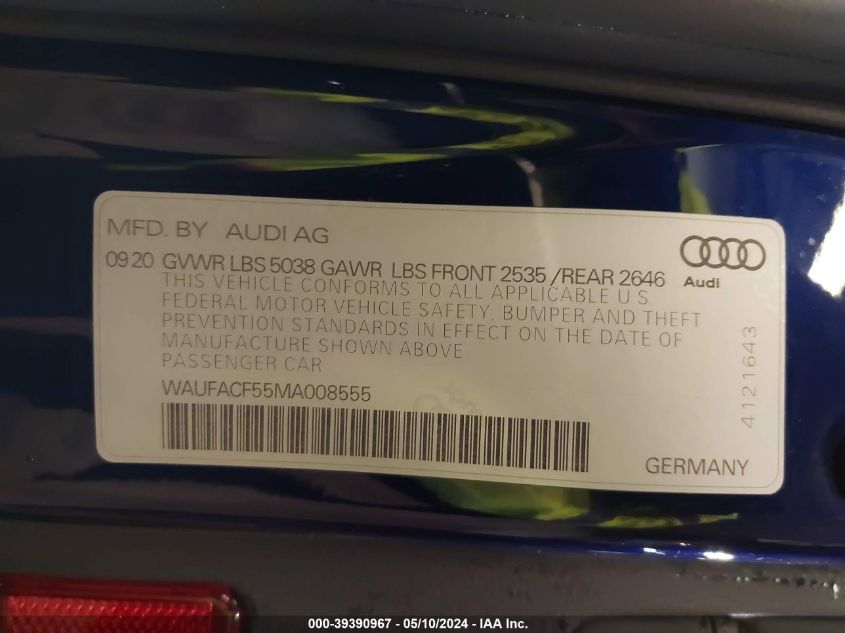 MFD. BY AUDI AG
09 20 GVWR LBS 5038 GAWR LBS FRONT 2535 /REAR 2646
Audi
THIS VEHICLE CONFORMS TO ALL APPLICABLE U S.
FEDERAL MOTOR VEHICLE SAFETY, BUMPER AND THEFT
PREVENTION STANDARDS IN EFFECT ON THE DATE OF
MANUFACTURE SHOWN ABOVE
PASSENGER CAR
WAUFACF55MA008555
4121643
GERMANY
000-39390967 - 05/10/2024 - IAA Inc.